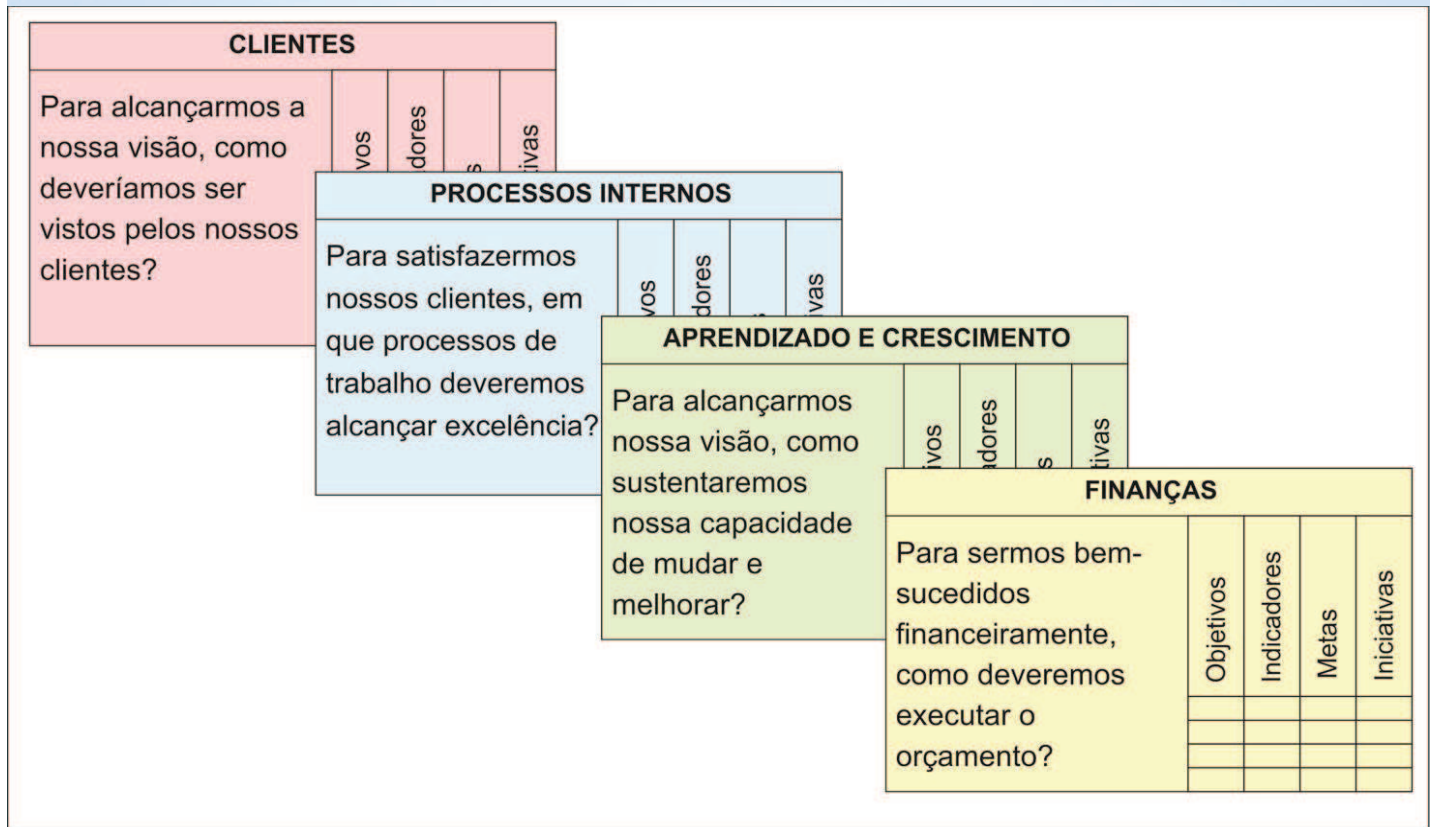 CLIENTES
Para alcançarmos a
nossa visão, como
deveríamos ser
vistos pelos nossos
clientes?
PROCESSOS INTERNOS
Para satisfazermos
nossos clientes, em
que processos de
trabalho deveremos
alcançar excelência?
APRENDIZADO E CRESCIMENTO
Para alcançarmos
nossa visão, como
sustentaremos
nossa capacidade
de mudar e
melhorar?
FINANÇAS
Para sermos bem-
sucedidos
financeiramente,
como deveremos
executar o
orçamento?
Objetivos
Indicadores
Metas
Iniciativas